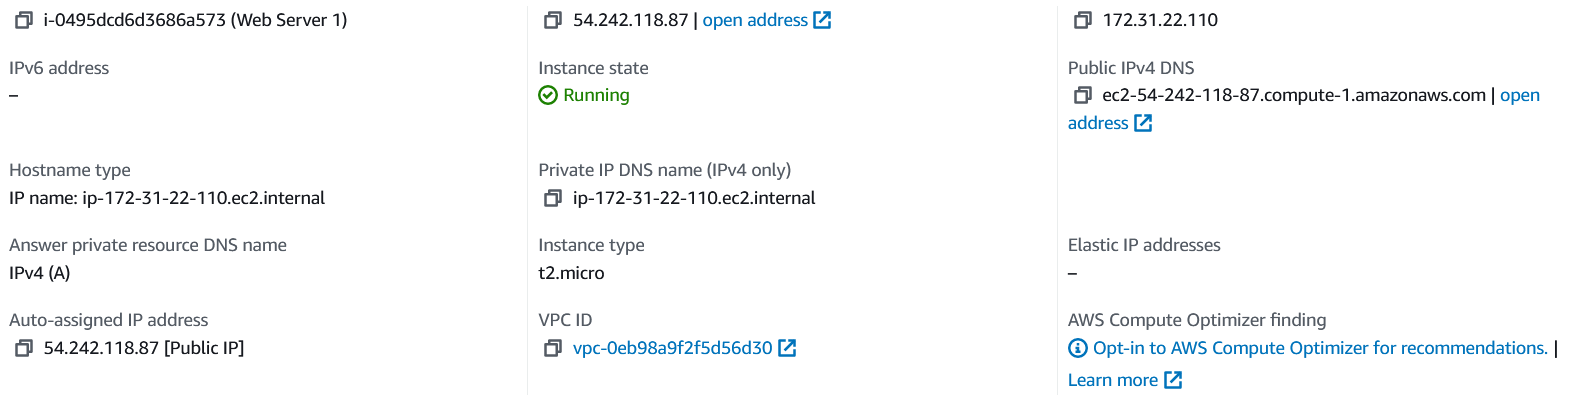 i-0495dcd6d3686a573 (Web Server 1)
54.242.118.87 | open address
172.31.22.110
IPv6 address
–
Instance state
Running
Public IPv4 DNS
ec2-54-242-118-87.compute-1.amazonaws.com | open
address
Hostname type
IP name: ip-172-31-22-110.ec2.internal
Private IP DNS name (IPv4 only)
ip-172-31-22-110.ec2.internal
Answer private resource DNS name
IPv4 (A)
Instance type
t2.micro
Elastic IP addresses
–
Auto-assigned IP address
54.242.118.87 [Public IP]
VPC ID
vpc-0eb98a9f2f5d56d30
AWS Compute Optimizer finding
Opt-in to AWS Compute Optimizer for recommendations. |
Learn more